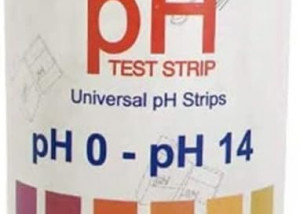 pH
TEST STRIP
Universal pH Strips
pH 0 - pH 14